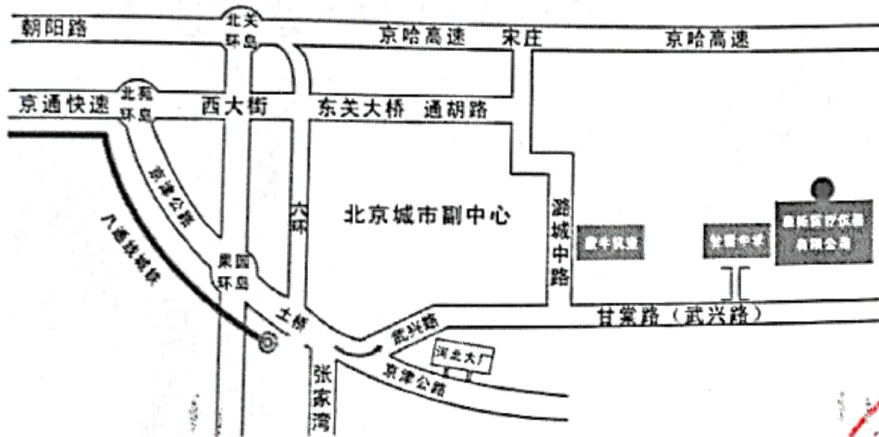 朝阳路
北关
环岛
京哈高速
宋庄
京哈高速
京通快速
北苑
环岛
西大街
东关大桥
通胡路
京津公路
八通线城铁
六环
北京城市副中心
潞城中路
果园
环岛
土桥
武兴路
甘棠路（武兴路）
河北大厂
京津公路
张家湾
有限公司